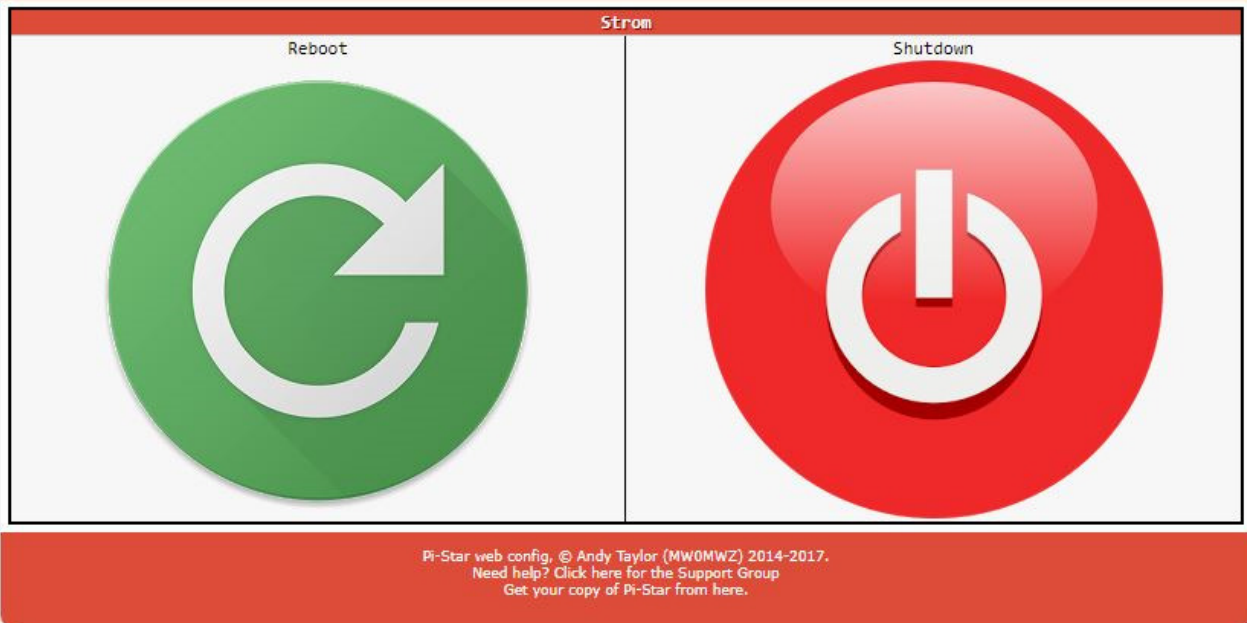 Strom
Reboot
Shutdown
Pi-Star web config, © Andy Taylor (MW0MWZ) 2014-2017.
Need help? Click here for the Support Group
Get your copy of Pi-Star from here.